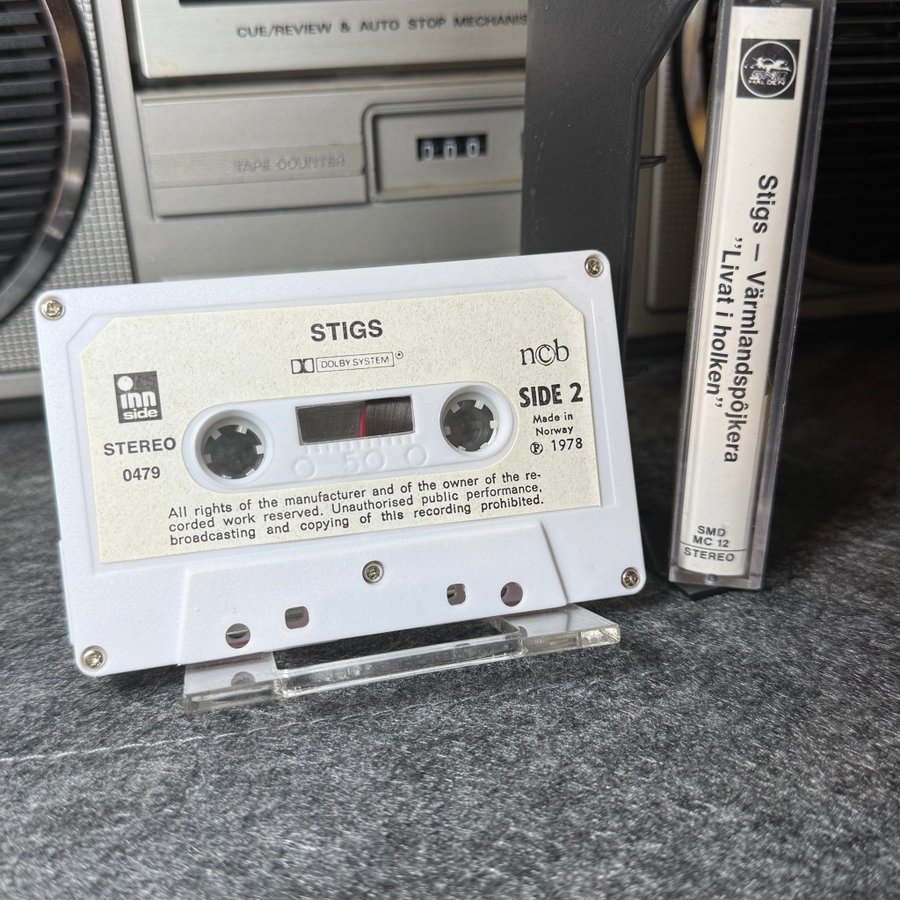 CUE/REVIEW & AUTO STOP MECHANIS
TAPE COUNTER
000
STIGS
DOLBY SYSTEM
ncb
inn
side
SIDE 2
STEREO
0479
Made in
Norway
Ⓟ 1978
50
All rights of the manufacturer and of the owner of the re-
corded work reserved. Unauthorised public performance,
broadcasting and copying of this recording prohibited.
HALDEN
Stigs – Värmlandspôjkera
"Livat i holken"
SMD
MC 12
STEREO